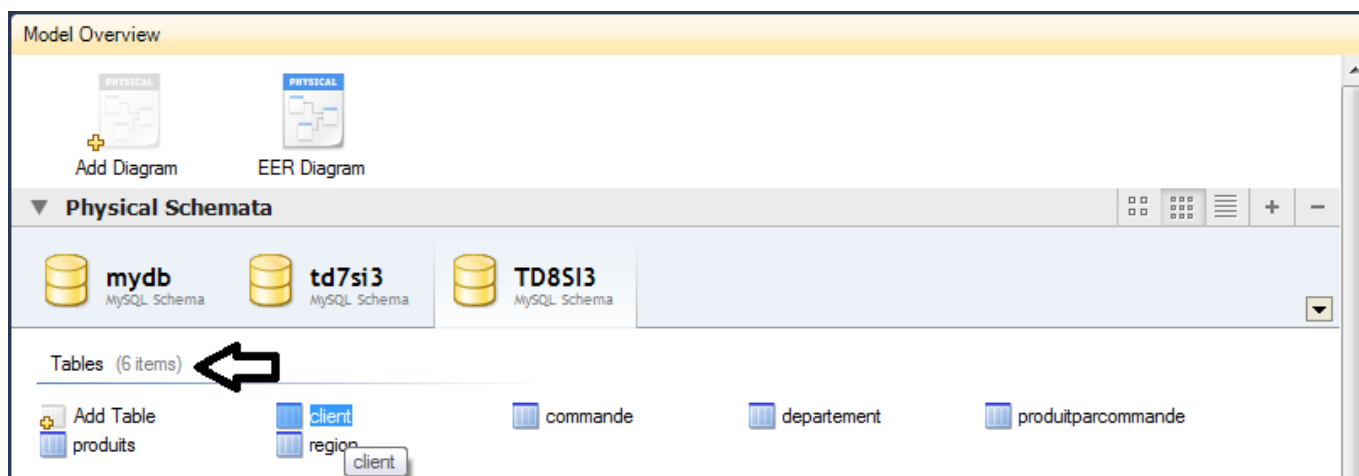 Model Overview
PHYSICAL PHYSICAL
Add Diagram EER Diagram
Physical Schemata
mydb td7si3 TD8SI3
MySQL Schema MySQL Schema MySQL Schema
Tables (6 items)
Add Table client commande departement produitparcommande
produits region
client